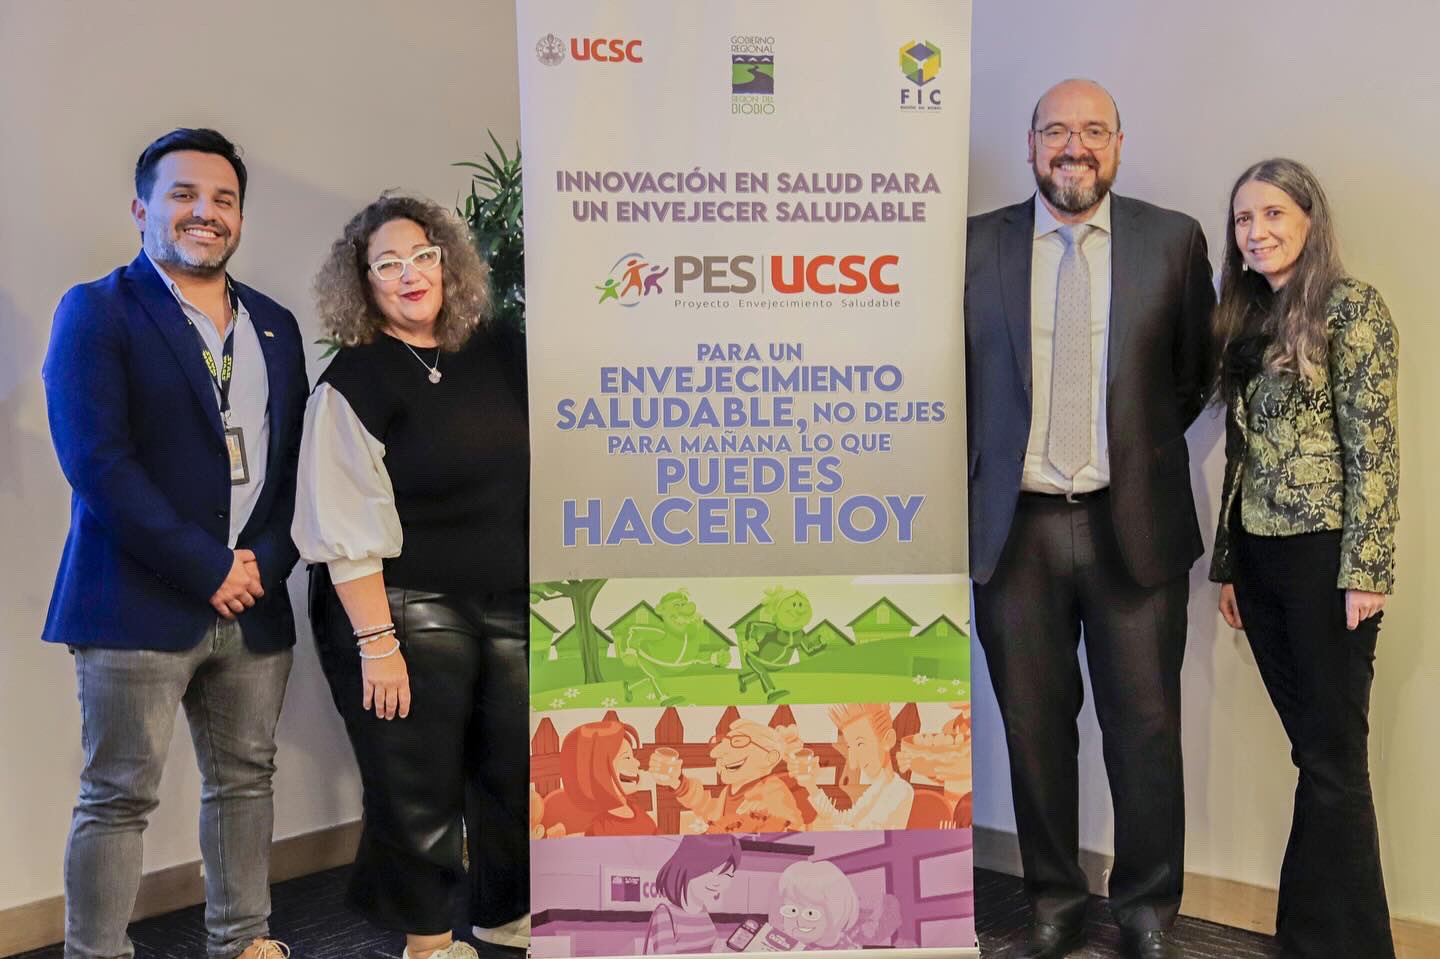 UCSC
GOBIERNO
REGIONAL
REGIÓN DEL
BIOBÍO
FIC
INNOVACIÓN EN SALUD PARA
UN ENVEJECER SALUDABLE
PES | UCSC
Proyecto Envejecimiento Saludable
PARA UN
ENVEJECIMIENTO
SALUDABLE, NO DEJES
PARA MAÑANA LO QUE
PUEDES
HACER HOY